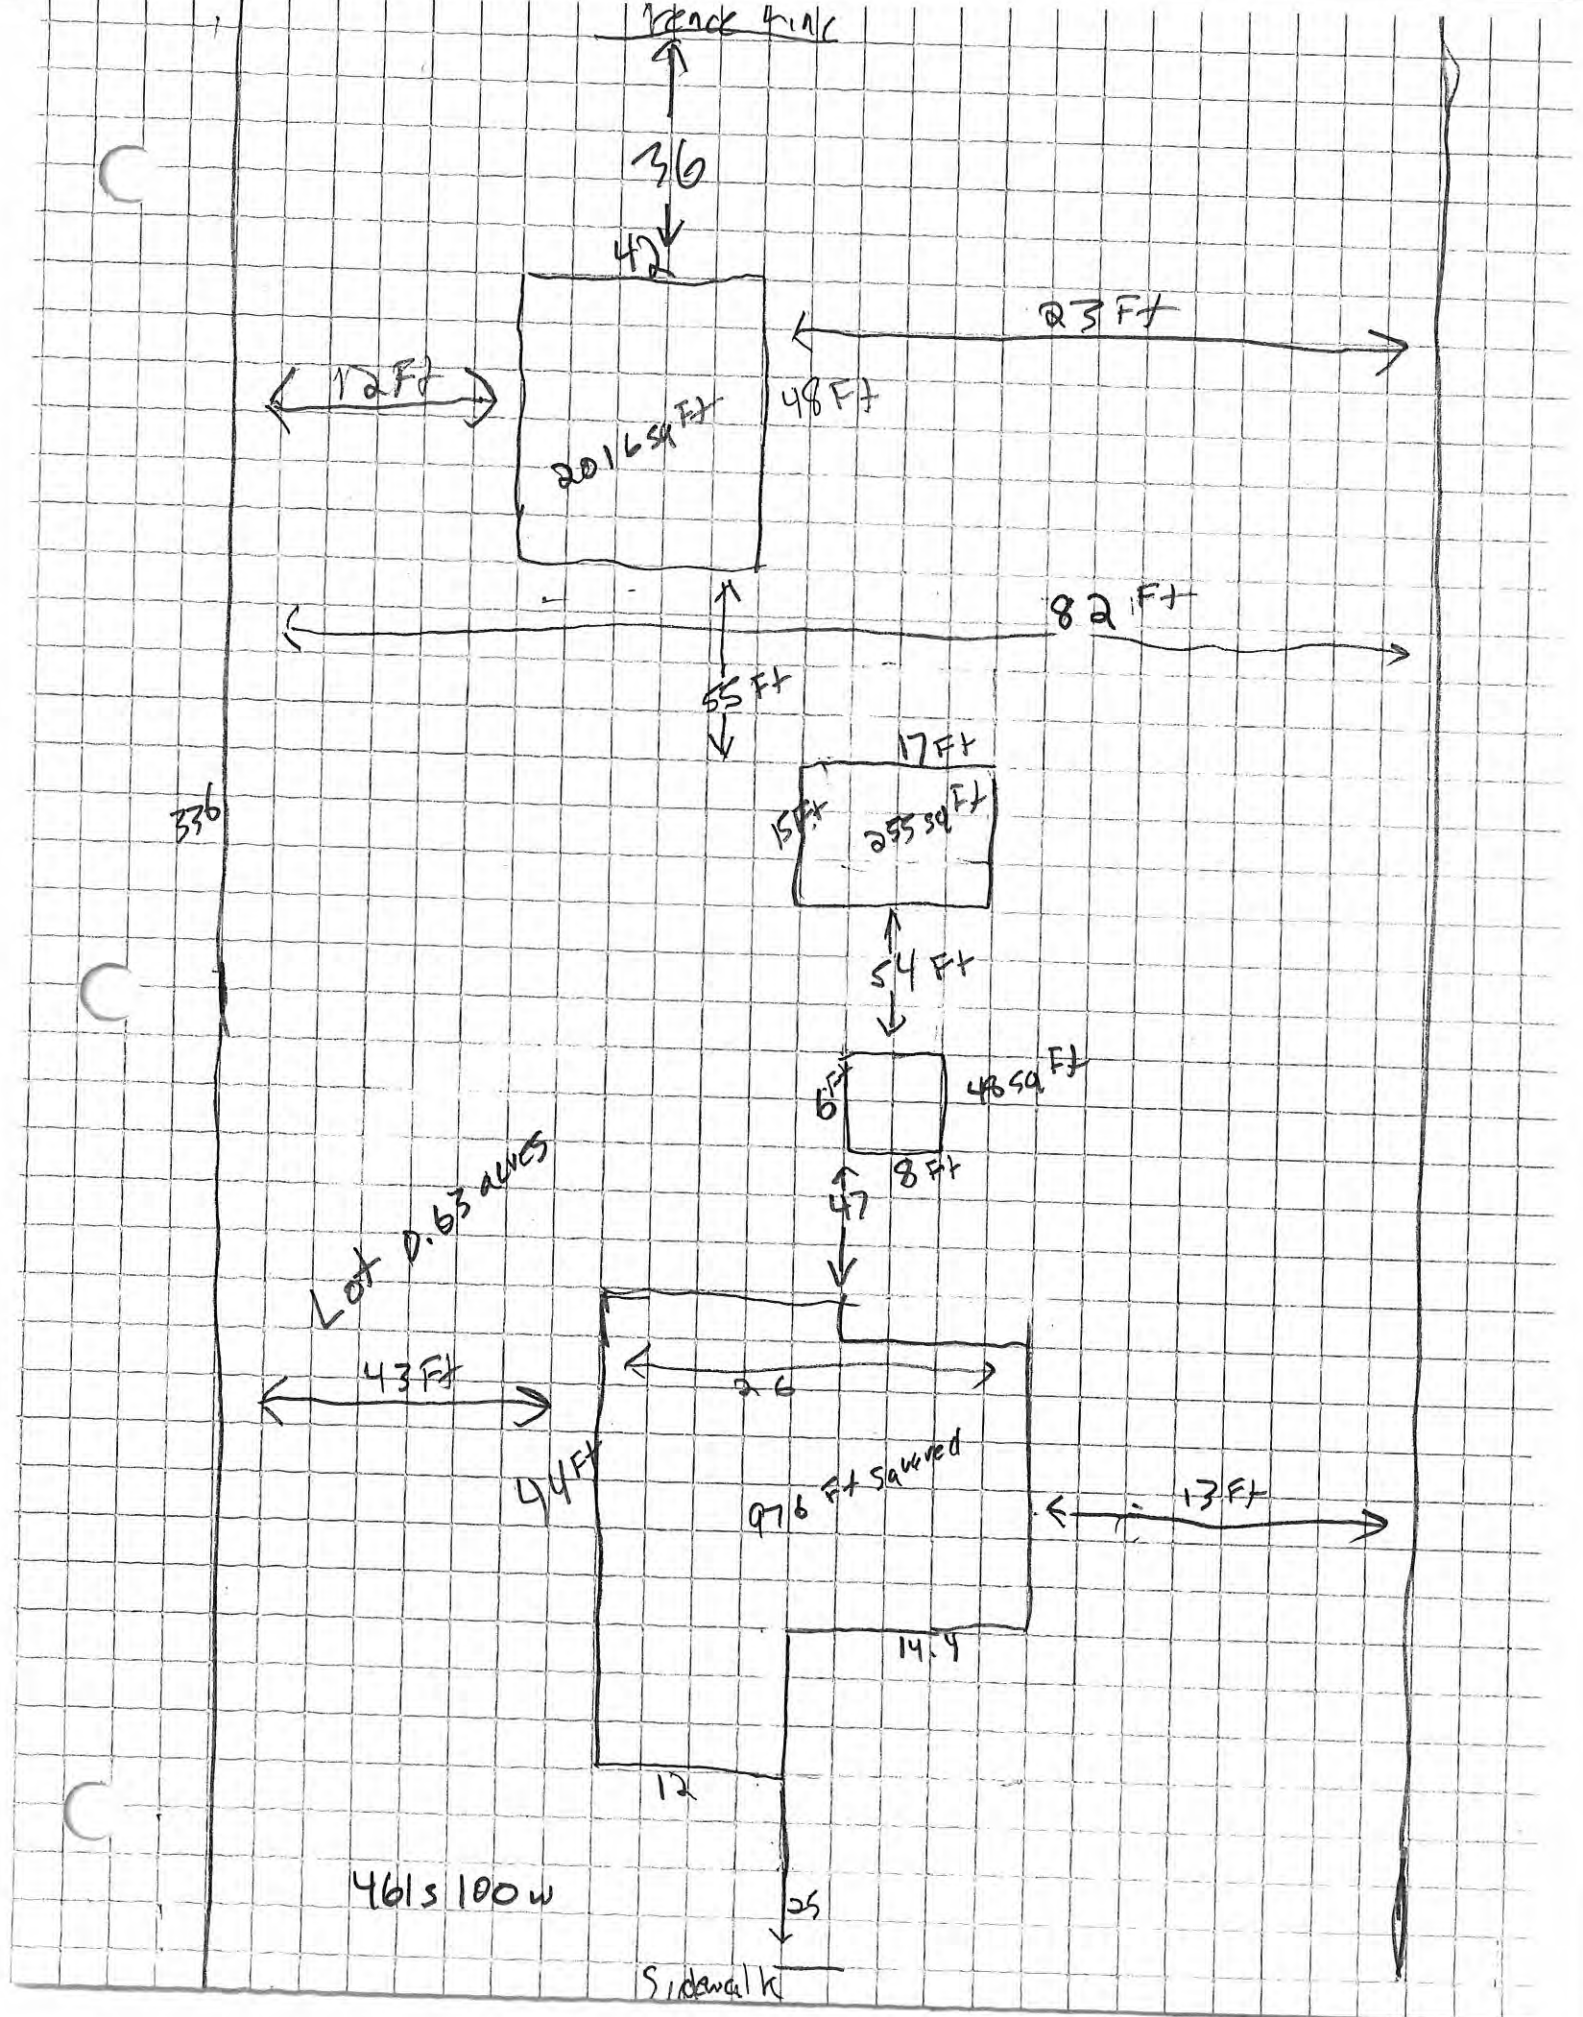 Fence Line
36
42
23 Ft
12 Ft
48 Ft
2016 sq Ft
82 Ft
55 Ft
17 Ft
15 Ft
255 sq Ft
336
54 Ft
6 Ft
48 sq Ft
8 Ft
47
Lot 0.63 acres
43 Ft
26
44 Ft
976 Ft Squared
13 Ft
14.4
12
461 s 100 w
25
Sidewalk